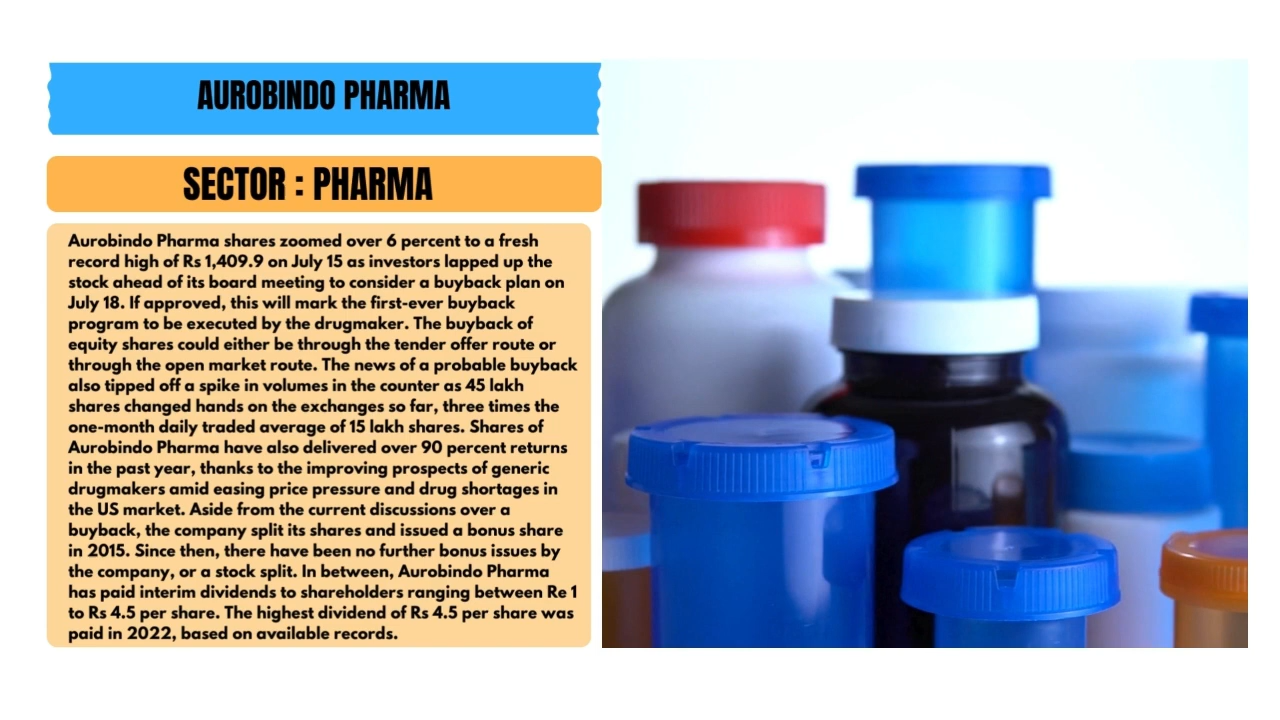 AUROBINDO PHARMA
SECTOR : PHARMA
Aurobindo Pharma shares zoomed over 6 percent to a fresh
record high of Rs 1,409.9 on July 15 as investors lapped up the
stock ahead of its board meeting to consider a buyback plan on
July 18. If approved, this will mark the first-ever buyback
program to be executed by the drugmaker. The buyback of
equity shares could either be through the tender offer route or
through the open market route. The news of a probable buyback
also tipped off a spike in volumes in the counter as 45 lakh
shares changed hands on the exchanges so far, three times the
one-month daily traded average of 15 lakh shares. Shares of
Aurobindo Pharma have also delivered over 90 percent returns
in the past year, thanks to the improving prospects of generic
drugmakers amid easing price pressure and drug shortages in
the US market. Aside from the current discussions over a
buyback, the company split its shares and issued a bonus share
in 2015. Since then, there have been no further bonus issues by
the company, or a stock split. In between, Aurobindo Pharma
has paid interim dividends to shareholders ranging between Re 1
to Rs 4.5 per share. The highest dividend of Rs 4.5 per share was
paid in 2022, based on available records.